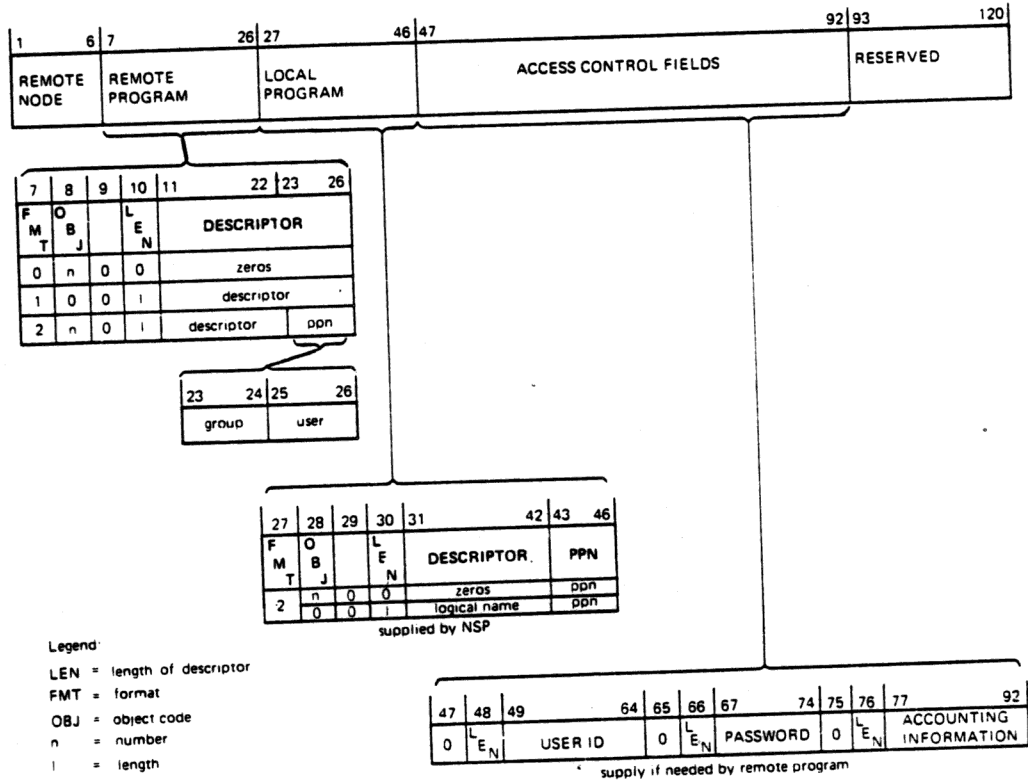 1 6 7 26 27 46 47 92 93 120
REMOTE NODE REMOTE PROGRAM LOCAL PROGRAM ACCESS CONTROL FIELDS RESERVED
7 8 9 10 11 22 23 26
FMT OBJ LEN DESCRIPTOR
0 n 0 0 zeros
1 0 0 l descriptor
2 n 0 l descriptor ppn
23 24 25 26
group user
27 28 29 30 31 42 43 46
FMT OBJ LEN DESCRIPTOR. PPN
2 n 0 0 zeros ppn
0 0 l logical name ppn
supplied by NSP
Legend:
LEN = length of descriptor
FMT = format
OBJ = object code
n = number
l = length
47 48 49 64 65 66 67 74 75 76 77 92
0 LEN USER ID 0 LEN PASSWORD 0 LEN ACCOUNTING INFORMATION
supply if needed by remote program